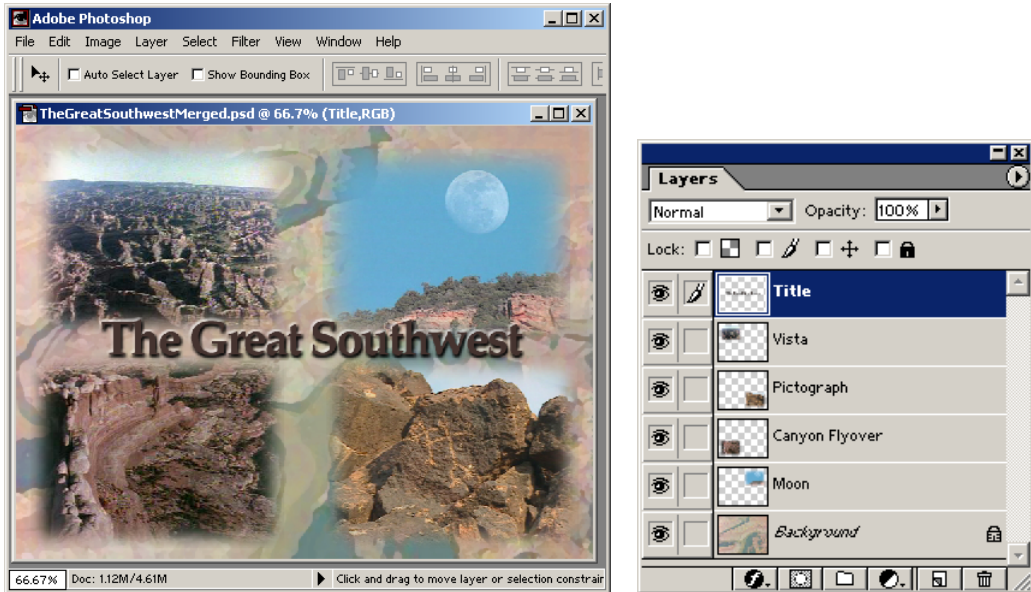 Adobe Photoshop
File Edit Image Layer Select Filter View Window Help
Auto Select Layer Show Bounding Box
TheGreatSouthwestMerged.psd @ 66.7% (Title,RGB)
The Great Southwest
66.67% Doc: 1.12M/4.61M Click and drag to move layer or selection constrain
Layers
Normal Opacity: 100%
Lock:
Title
Vista
Pictograph
Canyon Flyover
Moon
Background